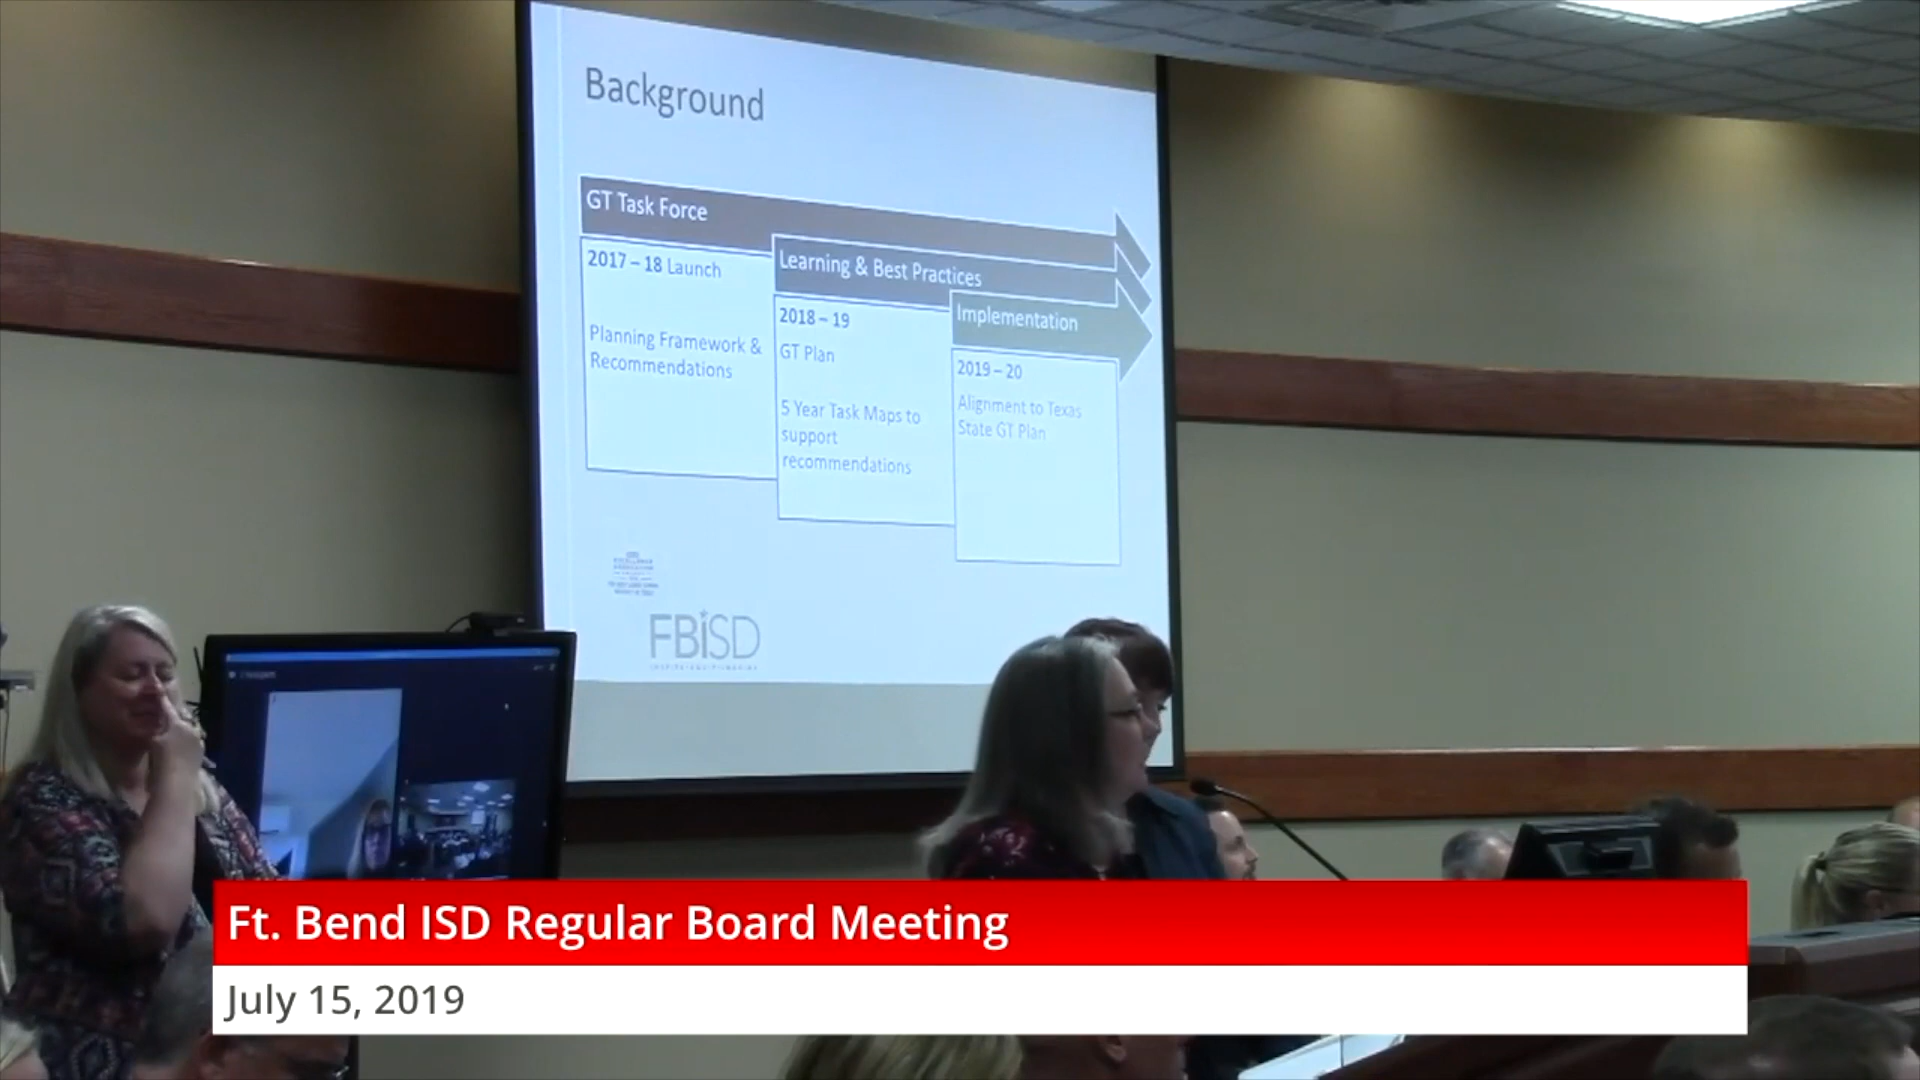 Background
GT Task Force
2017 – 18 Launch
Planning Framework &
Recommendations
Learning & Best Practices
2018 – 19
GT Plan
5 Year Task Maps to
support
recommendations
Implementation
2019 – 20
Alignment to Texas
State GT Plan
FBiSD
Ft. Bend ISD Regular Board Meeting
July 15, 2019